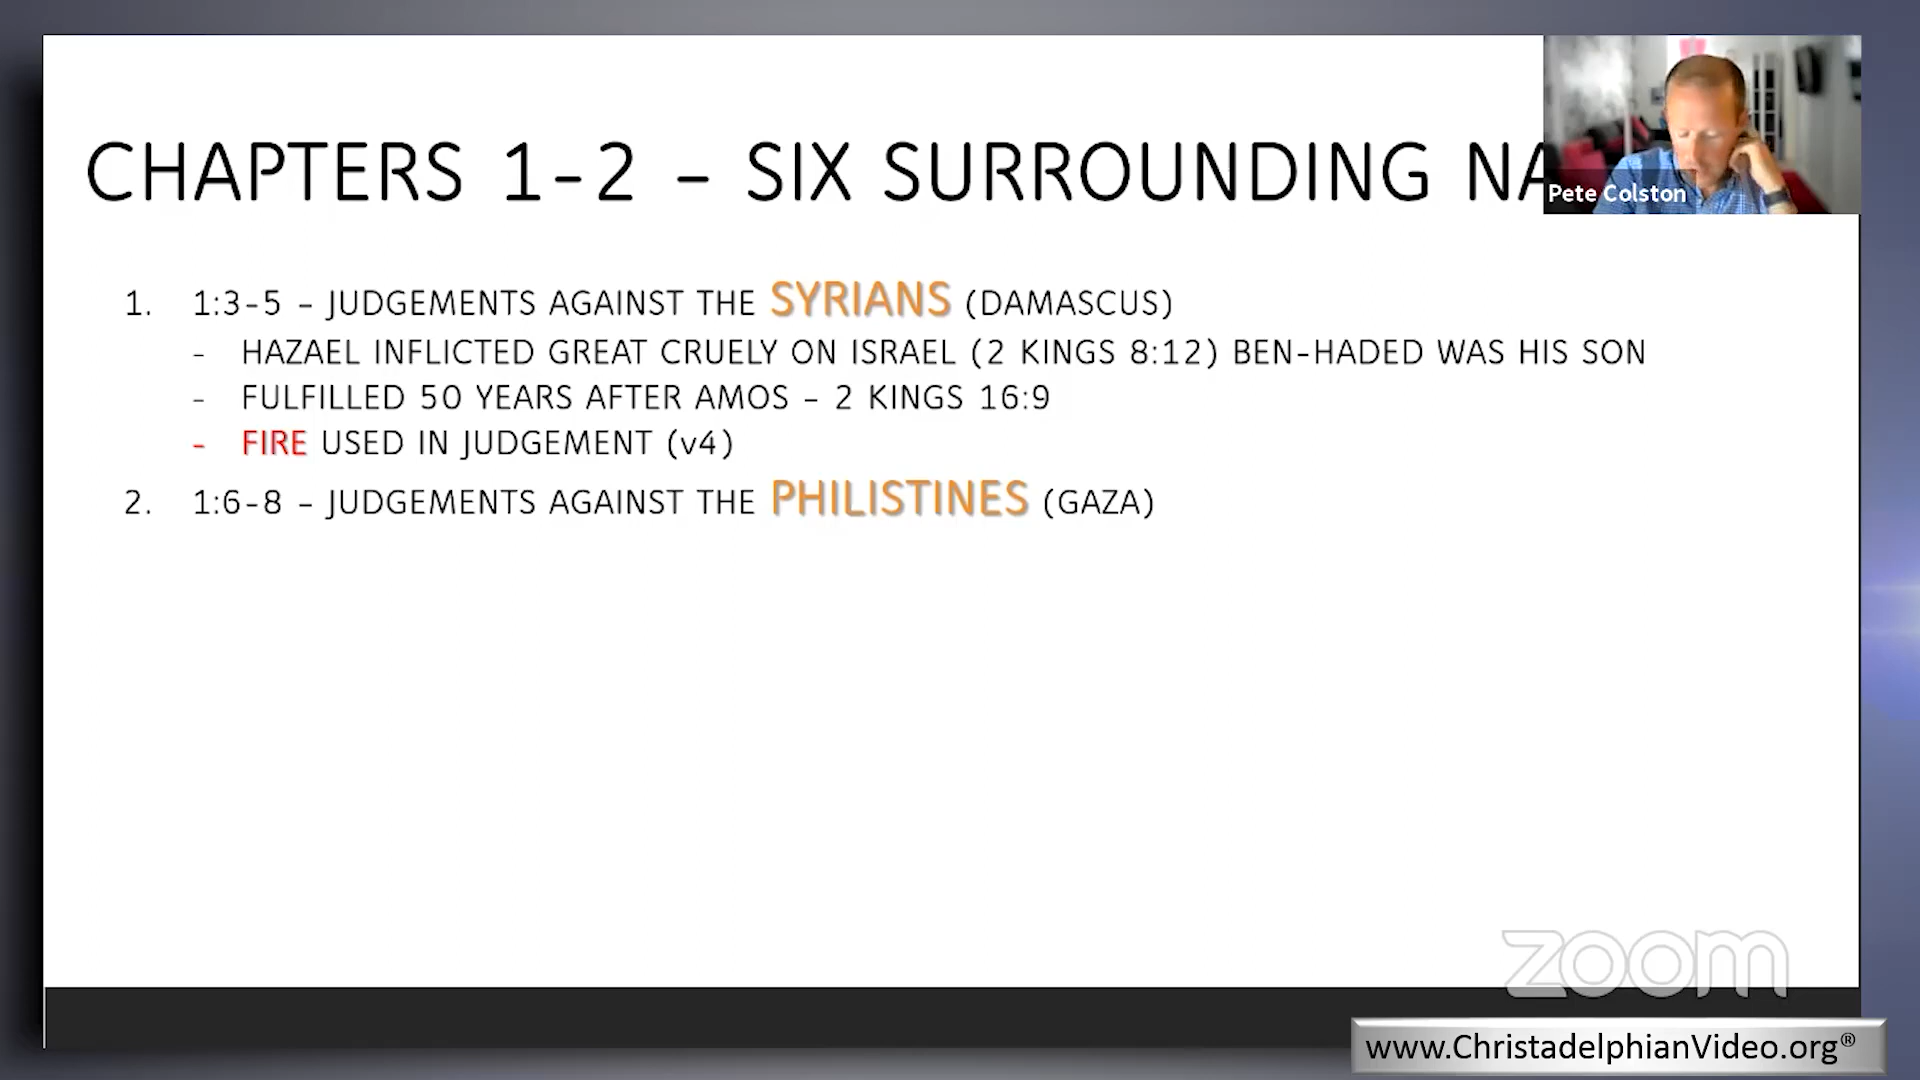 CHAPTERS 1-2 – SIX SURROUNDING NA
Pete Colston
1. 1:3-5 – JUDGEMENTS AGAINST THE SYRIANS (DAMASCUS)
- HAZAEL INFLICTED GREAT CRUELY ON ISRAEL (2 KINGS 8:12) BEN-HADED WAS HIS SON
- FULFILLED 50 YEARS AFTER AMOS – 2 KINGS 16:9
- FIRE USED IN JUDGEMENT (v4)
2. 1:6-8 – JUDGEMENTS AGAINST THE PHILISTINES (GAZA)
zoom
www.ChristadelphianVideo.org®